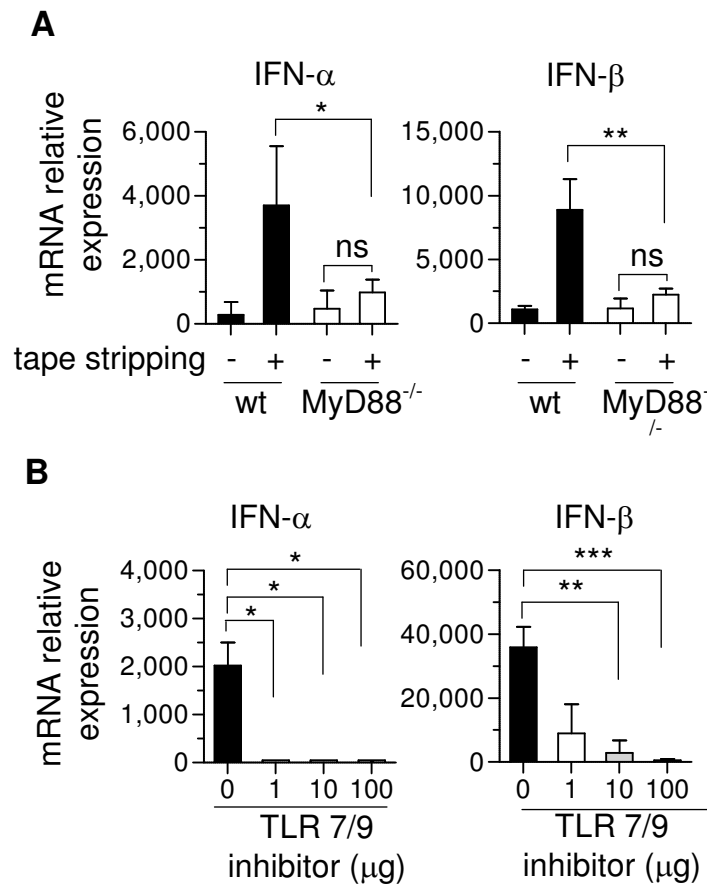 A
IFN-α IFN-β
* **
mRNA relative expression
6,000 15,000
4,000 10,000
2,000 5,000
ns ns
0 0
tape stripping - + - + - + - +
wt MyD88-/- wt MyD88-
/-
B
IFN-α IFN-β
mRNA relative expression
4,000 60,000
* ***
3,000 40,000
* **
*
2,000 20,000
1,000
0 0
0 1 10 100 0 1 10 100
TLR 7/9 TLR 7/9
inhibitor (μg) inhibitor (μg)